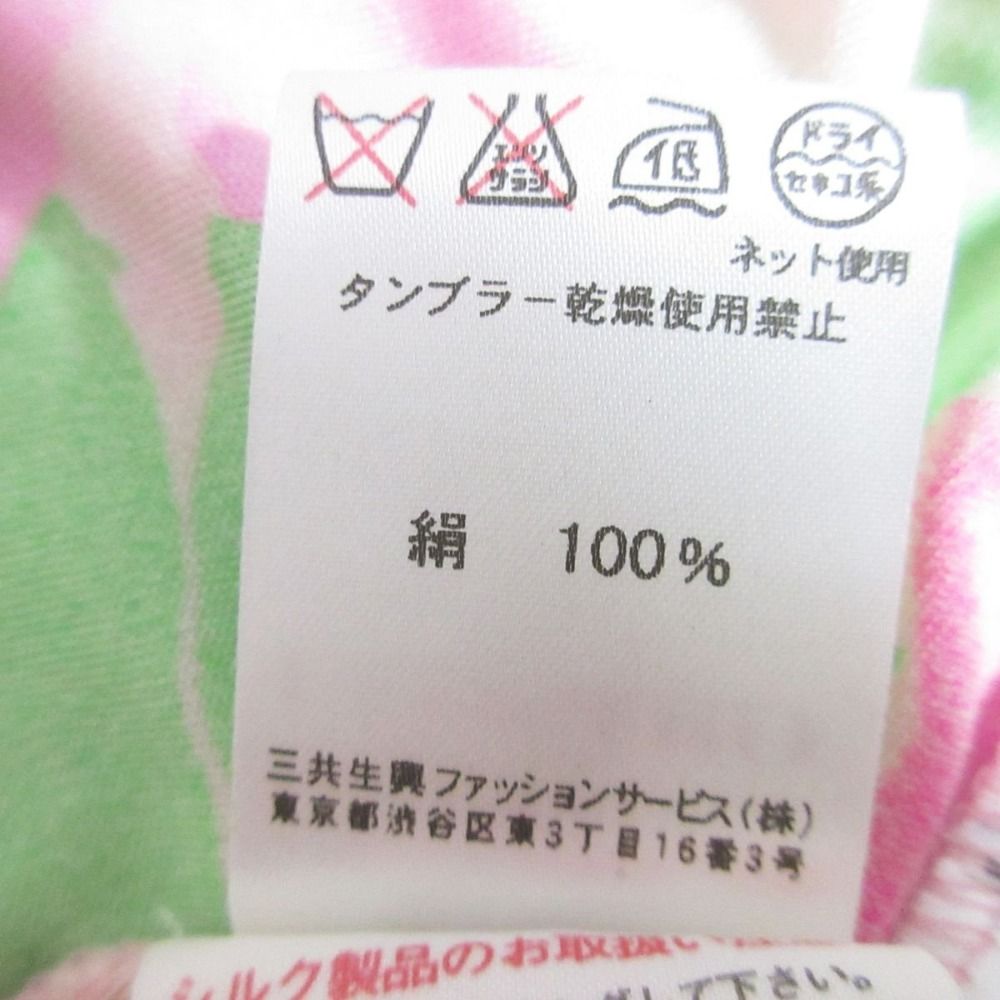 エンソ
サラシ
低
ドライ
セキユ系
ネット使用
タンブラー乾燥使用禁止
絹 100%
三共生興ファッションサービス(株)
東京都渋谷区東3丁目16番3号
シルク製品のお取扱い
して下さい。